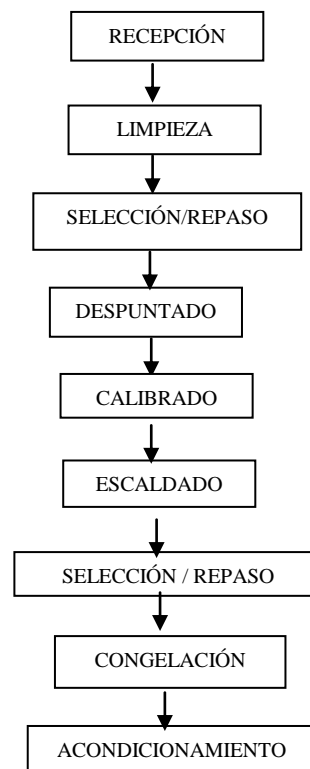 RECEPCIÓN
LIMPIEZA
SELECCIÓN/REPASO
DESPUNTADO
CALIBRADO
ESCALDADO
SELECCIÓN / REPASO
CONGELACIÓN
ACONDICIONAMIENTO